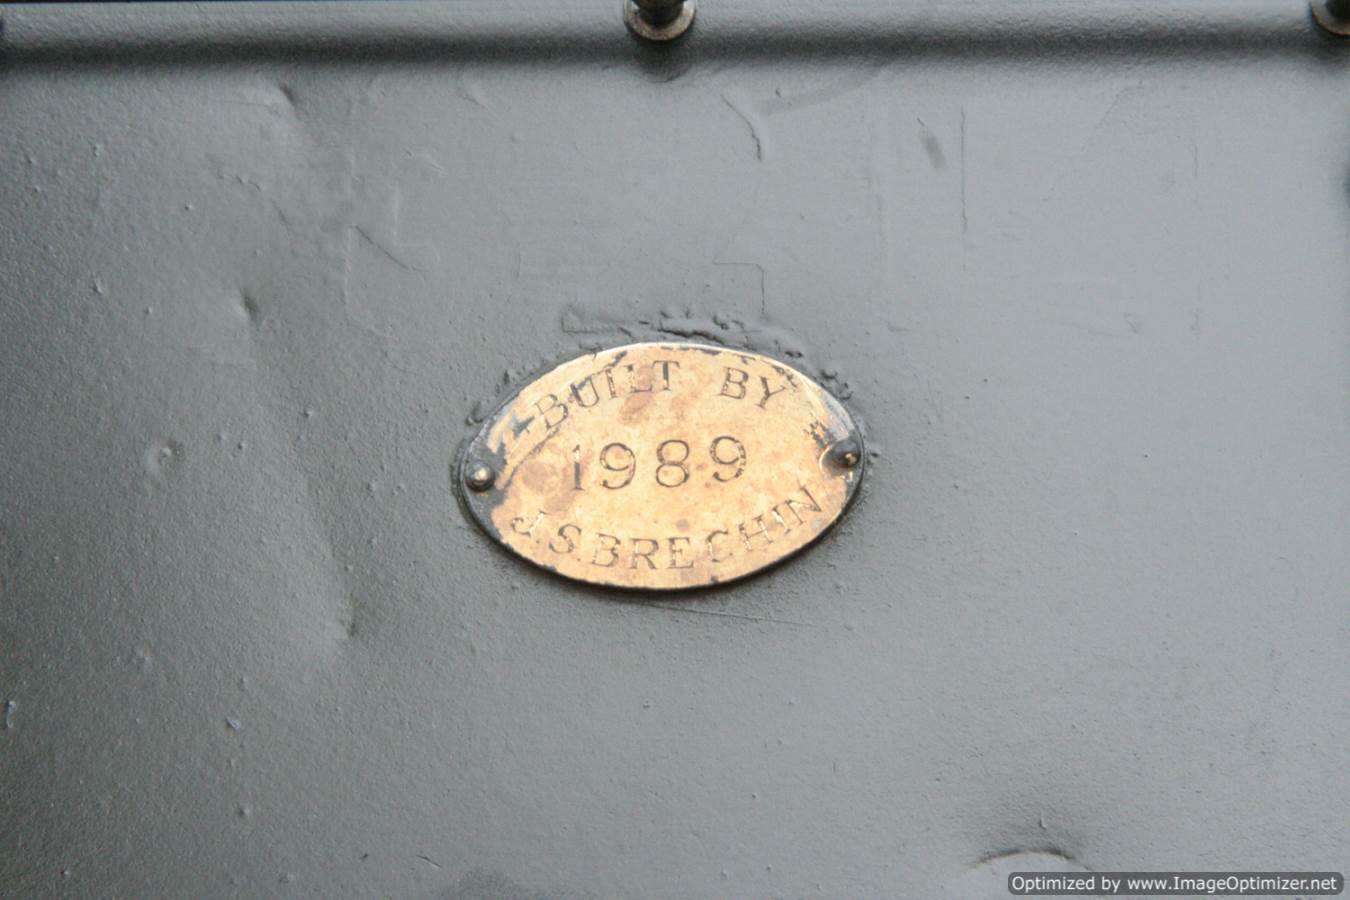 BUILT BY
1989
J.S.BRECHIN
Optimized by www.ImageOptimizer.net